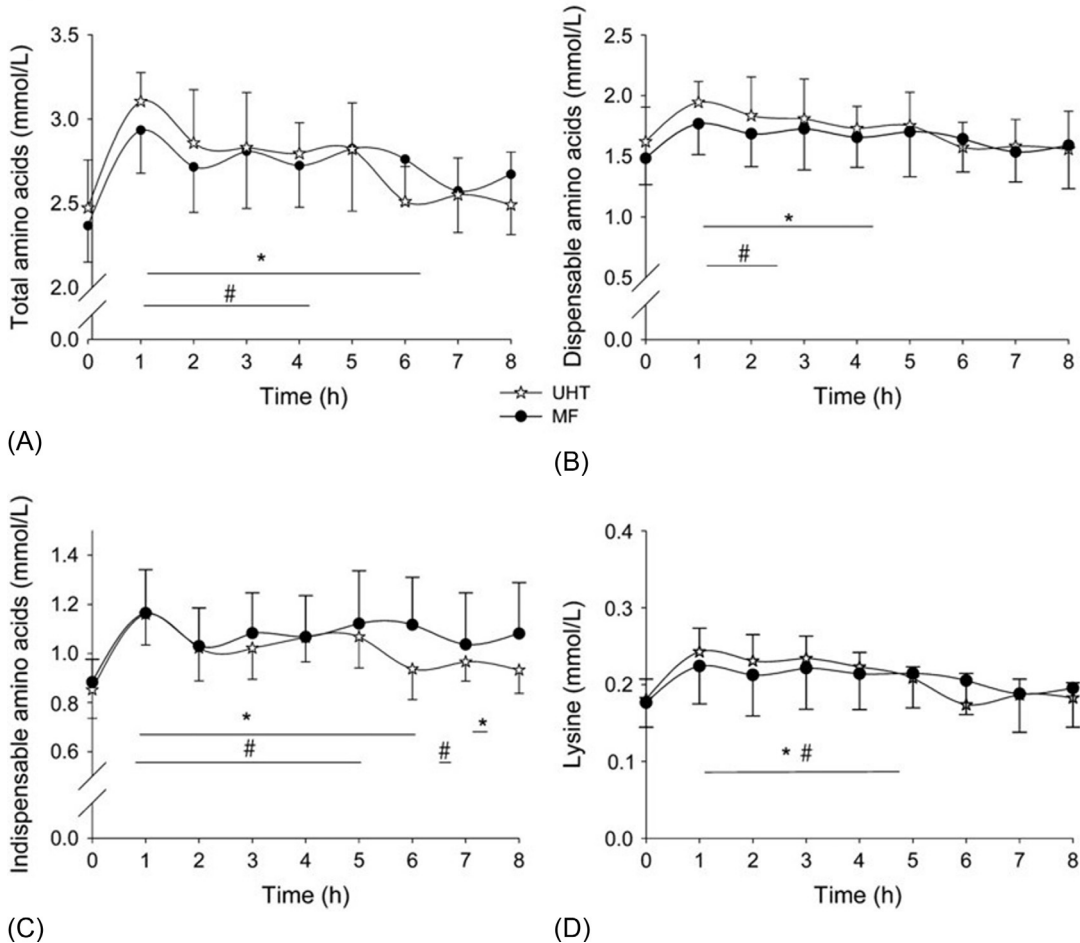 Total amino acids (mmol/L)
3.5
3.0
2.5
2.0
0.0
*
#
0 1 2 3 4 5 6 7 8
Time (h)
(A)
Dispensable amino acids (mmol/L)
2.5
2.0
1.5
1.0
0.5
0.0
*
#
0 1 2 3 4 5 6 7 8
Time (h)
(B)
UHT
MF
Indispensable amino acids (mmol/L)
1.4
1.2
1.0
0.8
0.6
0.0
*
#
#
*
0 1 2 3 4 5 6 7 8
Time (h)
(C)
Lysine (mmol/L)
0.4
0.3
0.2
0.1
0.0
* #
0 1 2 3 4 5 6 7 8
Time (h)
(D)